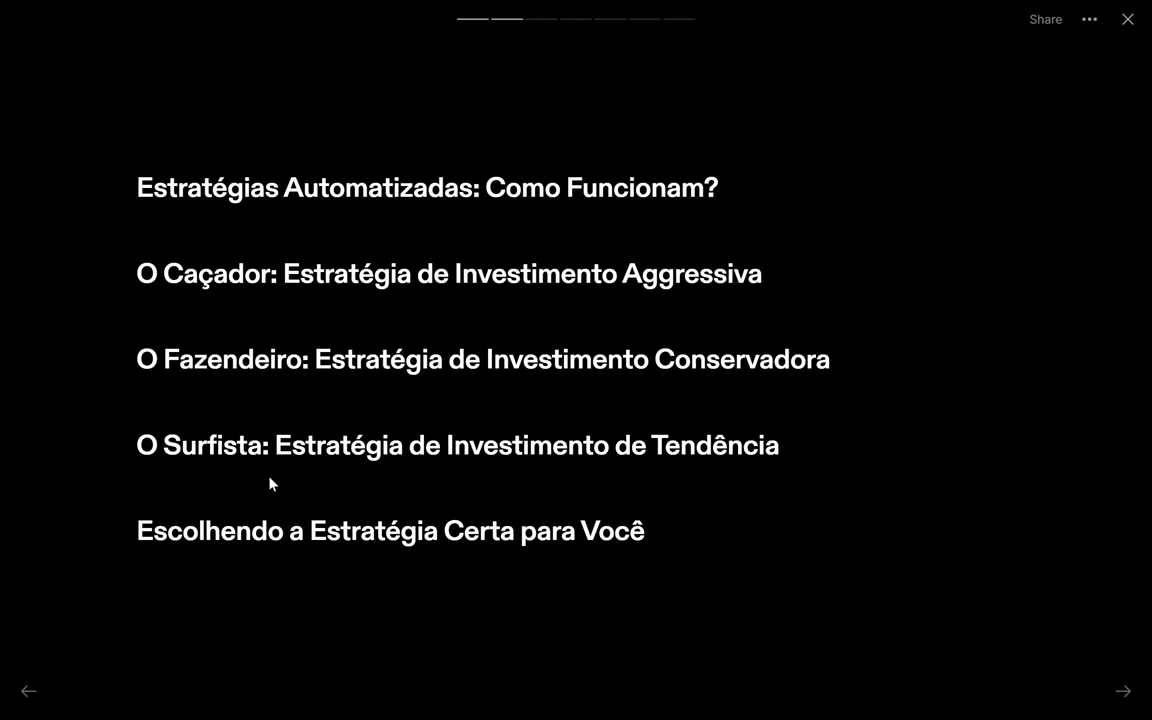 Share
Estratégias Automatizadas: Como Funcionam?
O Caçador: Estratégia de Investimento Aggressiva
O Fazendeiro: Estratégia de Investimento Conservadora
O Surfista: Estratégia de Investimento de Tendência
Escolhendo a Estratégia Certa para Você